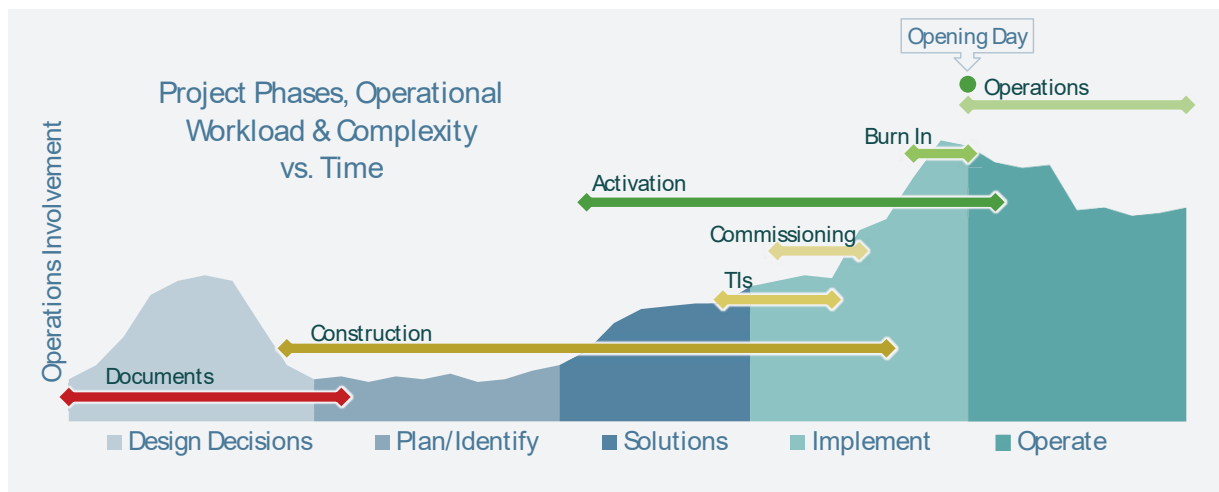 Opening Day
Project Phases, Operational
Workload & Complexity
vs. Time
Operations
Burn In
Activation
Commissioning
TIs
Construction
Documents
Operations Involvement
Design Decisions
Plan/Identify
Solutions
Implement
Operate